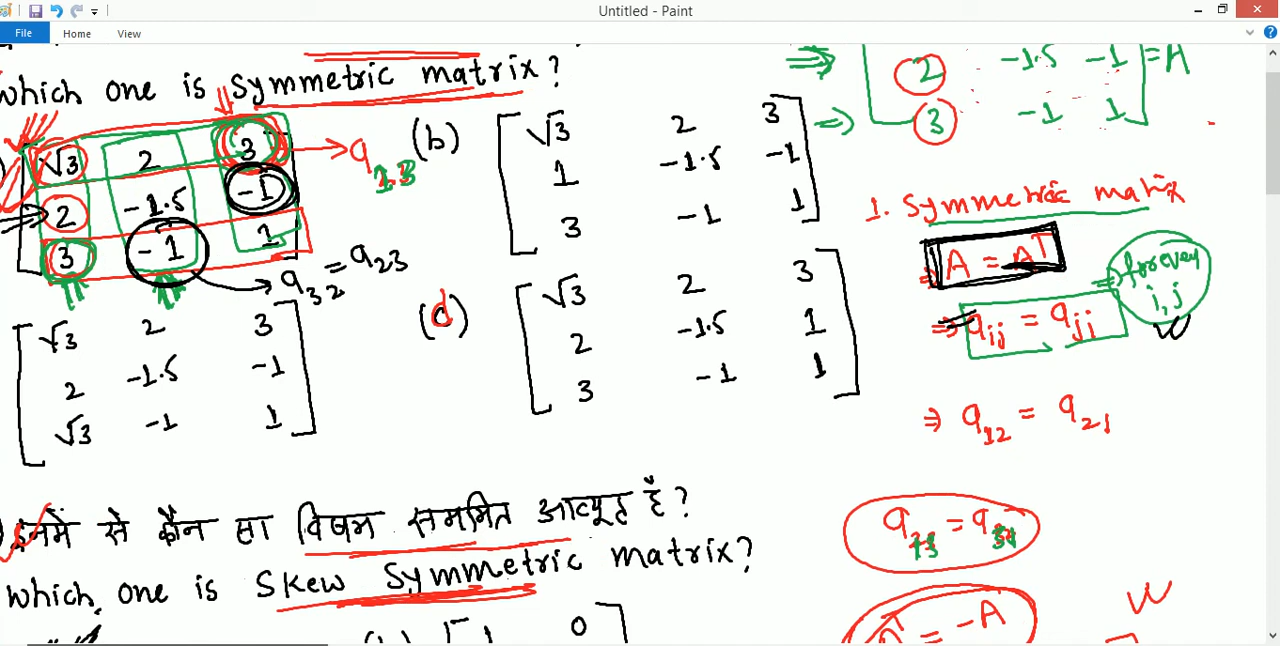 Untitled - Paint
File Home View
Which one is Symmetric matrix?
√3 2 3
2 -1.5 -1
3 -1 1
→ a13
→ a32 = a23
(b)
√3 2 3
1 -1.5 -1
3 -1 1
√3 2 3
2 -1.5 -1
√3 -1 1
(d)
√3 2 3
2 -1.5 1
3 -1 1
⇒ 2 -1.5 -1 = A
⇒ 3 -1 1
1. Symmetric matrix
⇒ A = Aᵀ
⇒ aij = aji
⇒ for every
i, j
⇒ a12 = a21
इनमें से कौन सा विषम सममित आव्यूह है?
Which one is Skew Symmetric matrix?
= -A
0